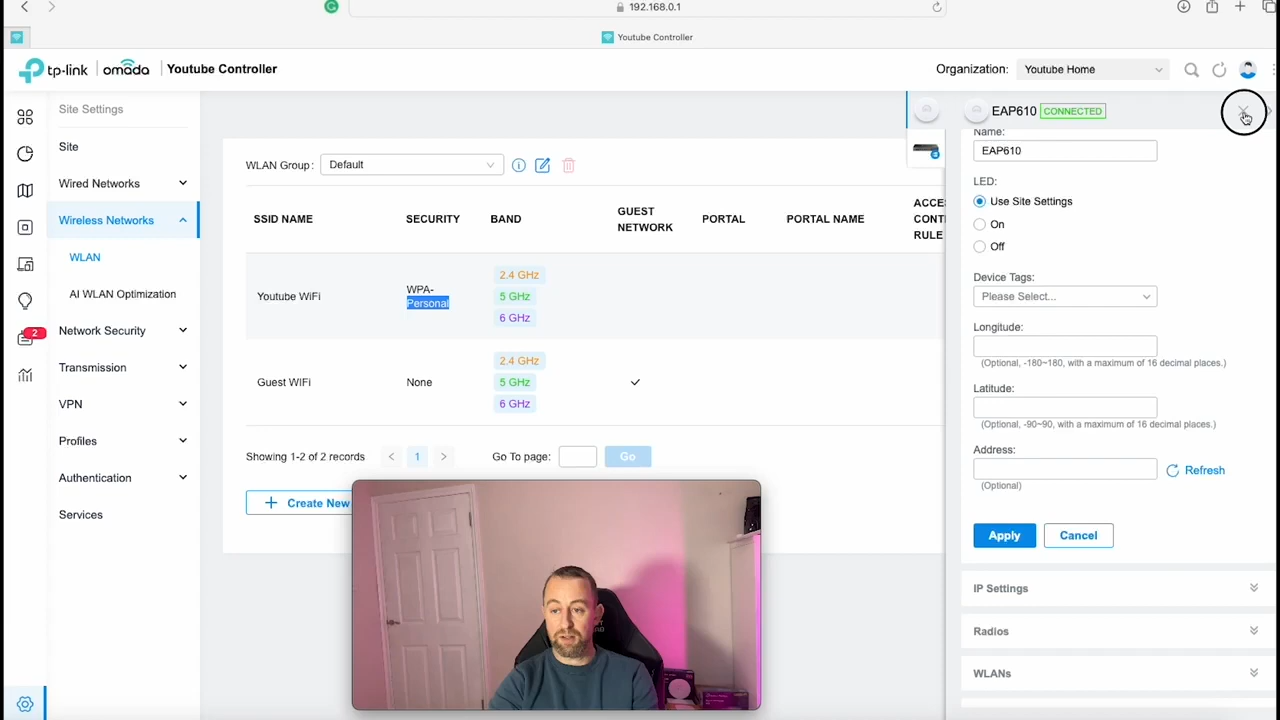 192.168.0.1
Youtube Controller
tp-link | omada | Youtube Controller
Organization: Youtube Home
Site Settings
Site
Wired Networks
Wireless Networks
WLAN
AI WLAN Optimization
Network Security
Transmission
VPN
Profiles
Authentication
Services
2
WLAN Group: Default
SSID NAME SECURITY BAND GUEST NETWORK PORTAL PORTAL NAME ACCE CONT RULE
Youtube WiFi WPA-Personal 2.4 GHz 5 GHz 6 GHz
Guest WIFi None 2.4 GHz 5 GHz 6 GHz
Showing 1-2 of 2 records < 1 > Go To page: Go
+ Create New
EAP610 CONNECTED
Name:
EAP610
LED:
Use Site Settings
On
Off
Device Tags:
Please Select...
Longitude:
(Optional, -180~180, with a maximum of 16 decimal places.)
Latitude:
(Optional, -90~90, with a maximum of 16 decimal places.)
Address:
Refresh
(Optional)
Apply Cancel
IP Settings
Radios
WLANs